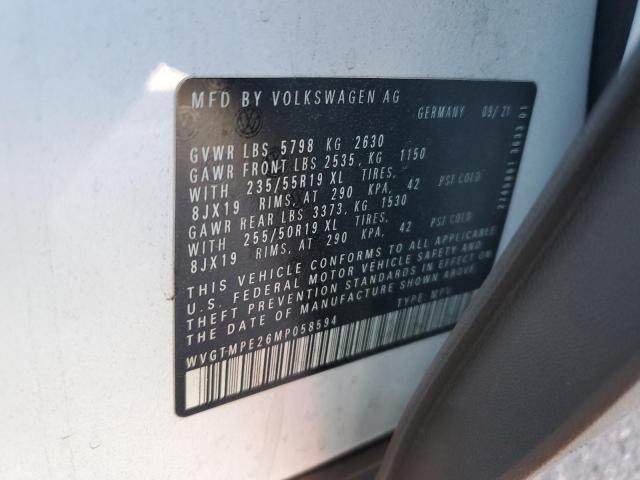 MFD BY VOLKSWAGEN AG
GERMANY 09/21
GVWR LBS 5798 KG 2630
GAWR FRONT LBS 2535, KG 1150
WITH 235/55R19 XL TIRES,
8JX19 RIMS, AT 290 KPA, 42 PSI COLD
GAWR REAR LBS 3373, KG 1530
WITH 255/50R19 XL TIRES,
8JX19 RIMS, AT 290 KPA, 42 PSI COLD
THIS VEHICLE CONFORMS TO ALL APPLICABLE
U.S. FEDERAL MOTOR VEHICLE SAFETY AND
THEFT PREVENTION STANDARDS IN EFFECT ON
THE DATE OF MANUFACTURE SHOWN ABOVE.
TYPE: MPV
WVGTMPE26MP058594